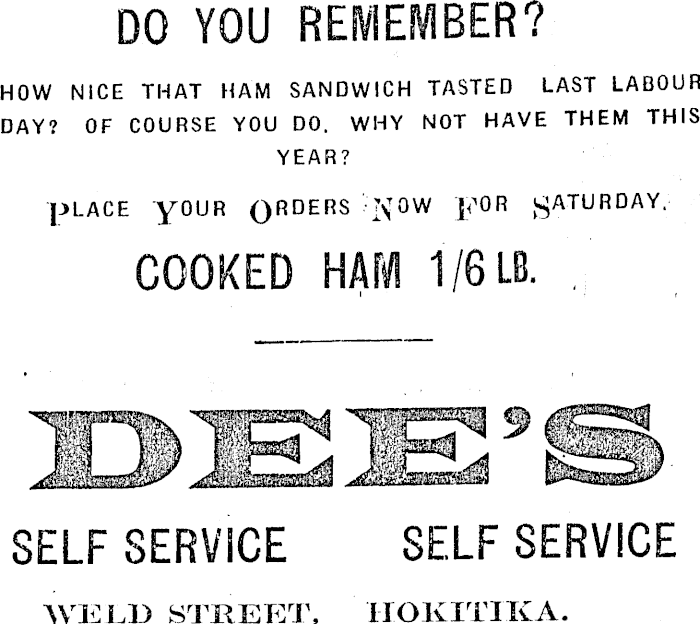 DO YOU REMEMBER?
HOW NICE THAT HAM SANDWICH TASTED LAST LABOUR
DAY? OF COURSE YOU DO. WHY NOT HAVE THEM THIS
YEAR?
PLACE YOUR ORDERS NOW FOR SATURDAY.
COOKED HAM 1/6 LB.
DEE'S
SELF SERVICE SELF SERVICE
WELD STREET, HOKITIKA.